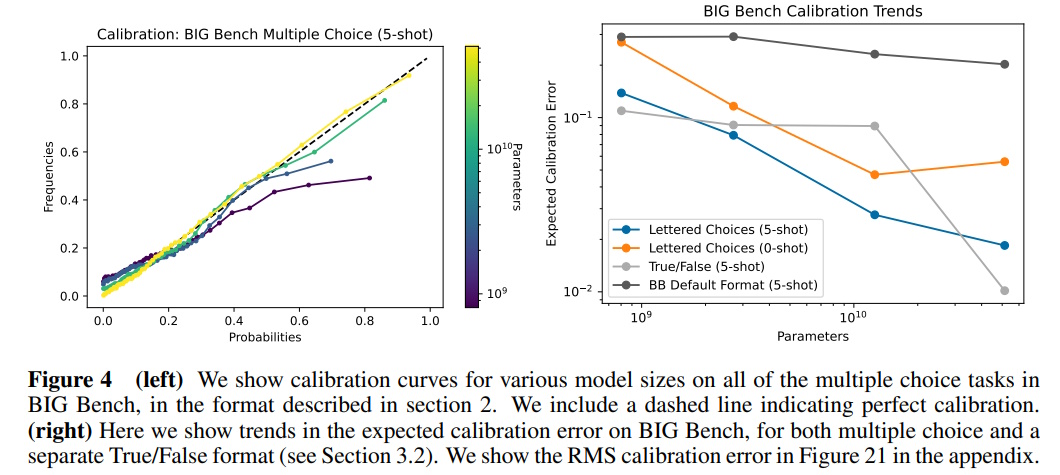 Calibration: BIG Bench Multiple Choice (5-shot)
1.0
0.8
0.6
0.4
0.2
0.0
Frequencies
0.0 0.2 0.4 0.6 0.8 1.0
Probabilities
10^10
10^9
Parameters
BIG Bench Calibration Trends
Expected Calibration Error
10^−1
10^−2
Lettered Choices (5-shot)
Lettered Choices (0-shot)
True/False (5-shot)
BB Default Format (5-shot)
10^9 10^10
Parameters
Figure 4 (left) We show calibration curves for various model sizes on all of the multiple choice tasks in
BIG Bench, in the format described in section 2. We include a dashed line indicating perfect calibration.
(right) Here we show trends in the expected calibration error on BIG Bench, for both multiple choice and a
separate True/False format (see Section 3.2). We show the RMS calibration error in Figure 21 in the appendix.